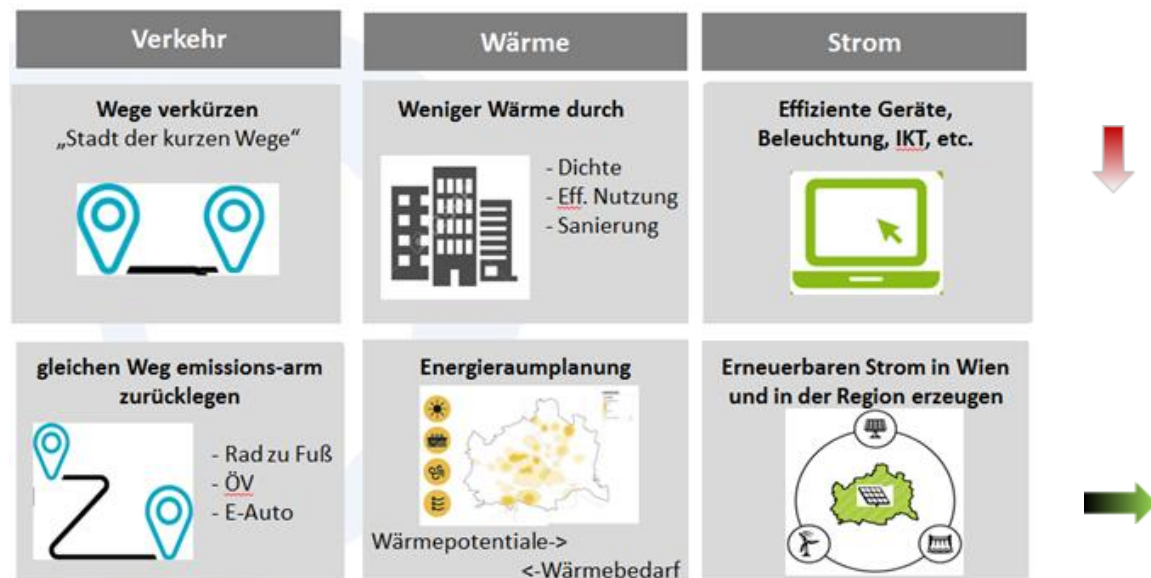 Verkehr
Wärme
Strom
Wege verkürzen
„Stadt der kurzen Wege“
Weniger Wärme durch
- Dichte
- Eff. Nutzung
- Sanierung
Effiziente Geräte,
Beleuchtung, IKT, etc.
gleichen Weg emissions-arm
zurücklegen
- Rad zu Fuß
- ÖV
- E-Auto
Energieraumplanung
Wärmepotentiale->
<-Wärmebedarf
Erneuerbaren Strom in Wien
und in der Region erzeugen